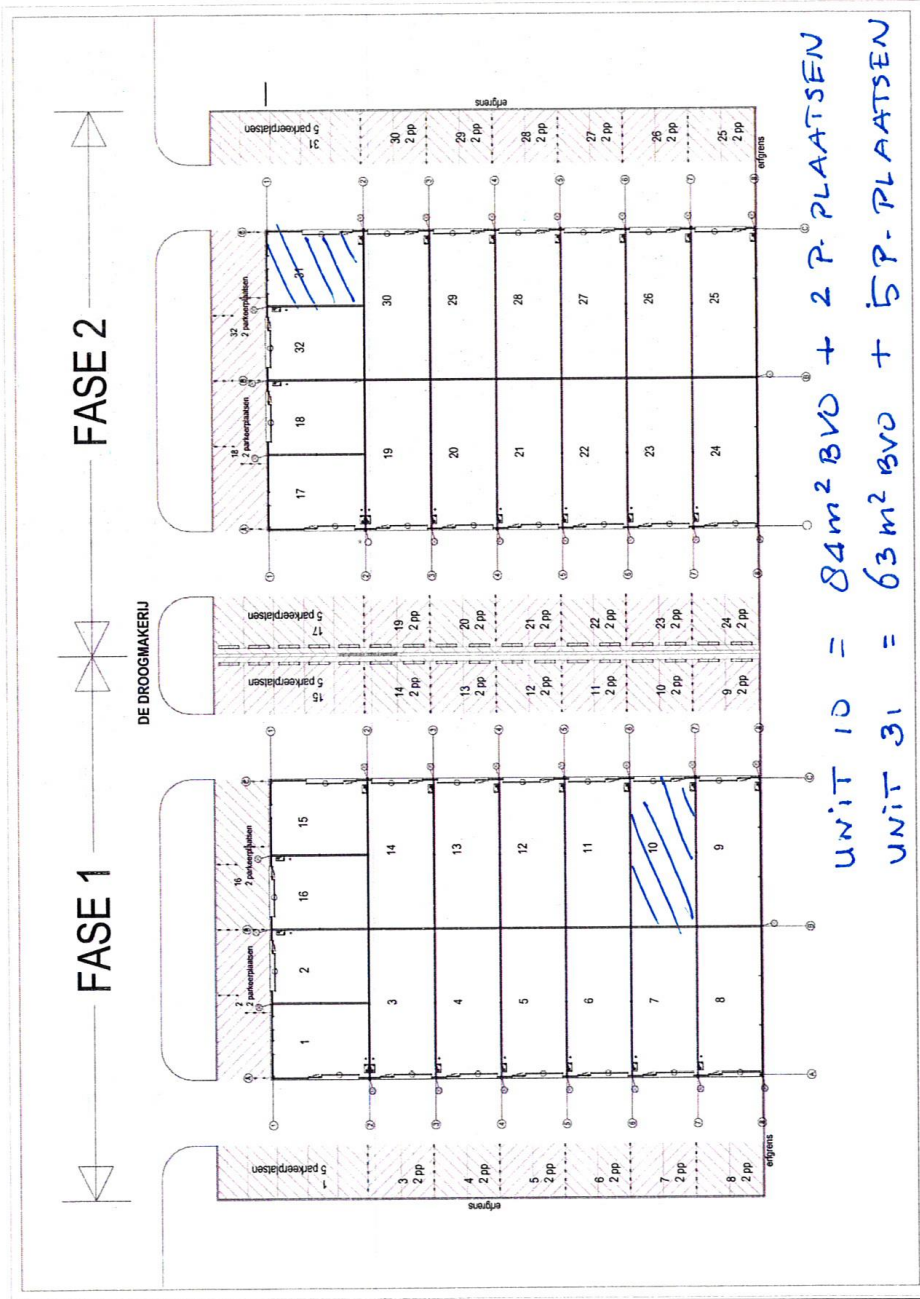 FASE 1
FASE 2
DE DROOGMAKERIJ
1
5 parkeerplaatsen
2
2 parkeerplaatsen
16
2 parkeerplaatsen
15
5 parkeerplaatsen
17
5 parkeerplaatsen
18
2 parkeerplaatsen
32
2 parkeerplaatsen
31
5 parkeerplaatsen
1
2
16
15
17
18
32
31
3
2 pp
3
14
14
2 pp
19
2 pp
19
30
30
2 pp
4
2 pp
4
13
13
2 pp
20
2 pp
20
29
29
2 pp
5
2 pp
5
12
12
2 pp
21
2 pp
21
28
28
2 pp
6
2 pp
6
11
11
2 pp
22
2 pp
22
27
27
2 pp
7
2 pp
7
10
10
2 pp
23
2 pp
23
26
26
2 pp
8
2 pp
8
9
9
2 pp
24
2 pp
24
25
25
2 pp
erfgrens
erfgrens
erfgrens
erfgrens
UNIT 10 = 84m² BVO + 2 P-PLAATSEN
UNIT 31 = 63m² BVO + 5 P-PLAATSEN